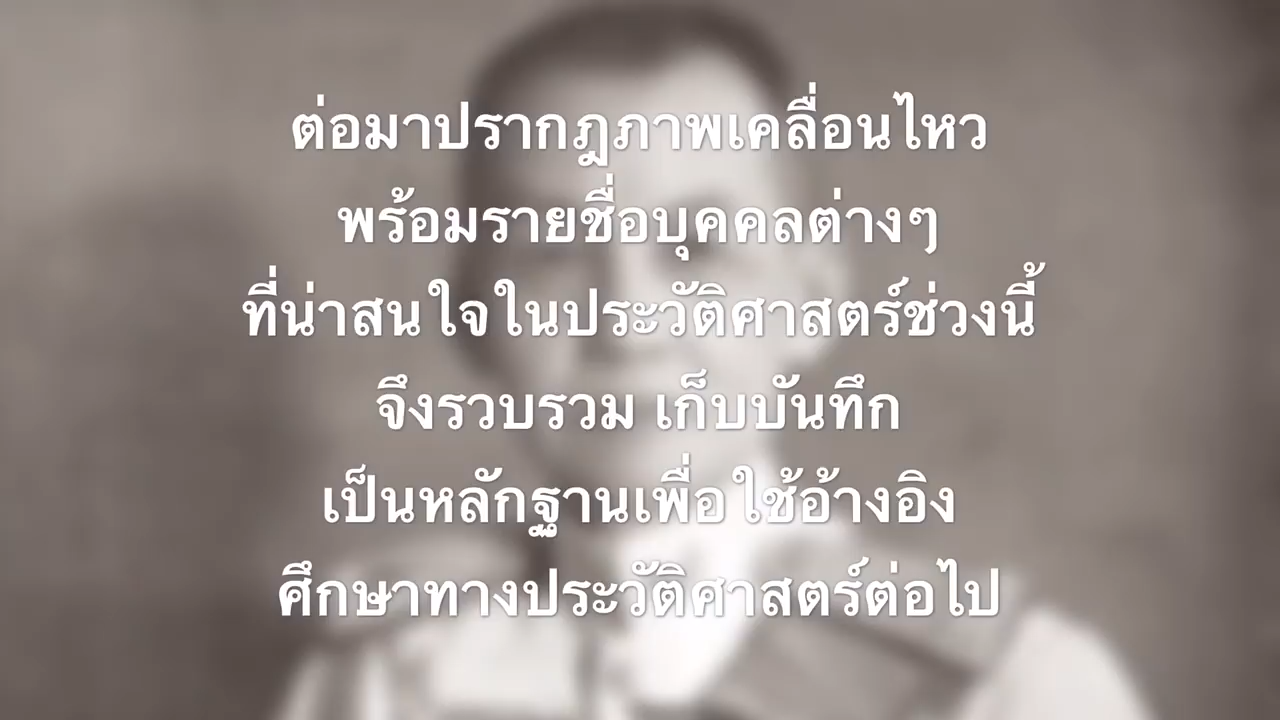 ต่อมาปรากฎภาพเคลื่อนไหว
พร้อมรายชื่อบุคคลต่างๆ
ที่น่าสนใจในประวัติศาสตร์ช่วงนี้
จึงรวบรวม เก็บบันทึก
เป็นหลักฐานเพื่อใช้อ้างอิง
ศึกษาทางประวัติศาสตร์ต่อไป